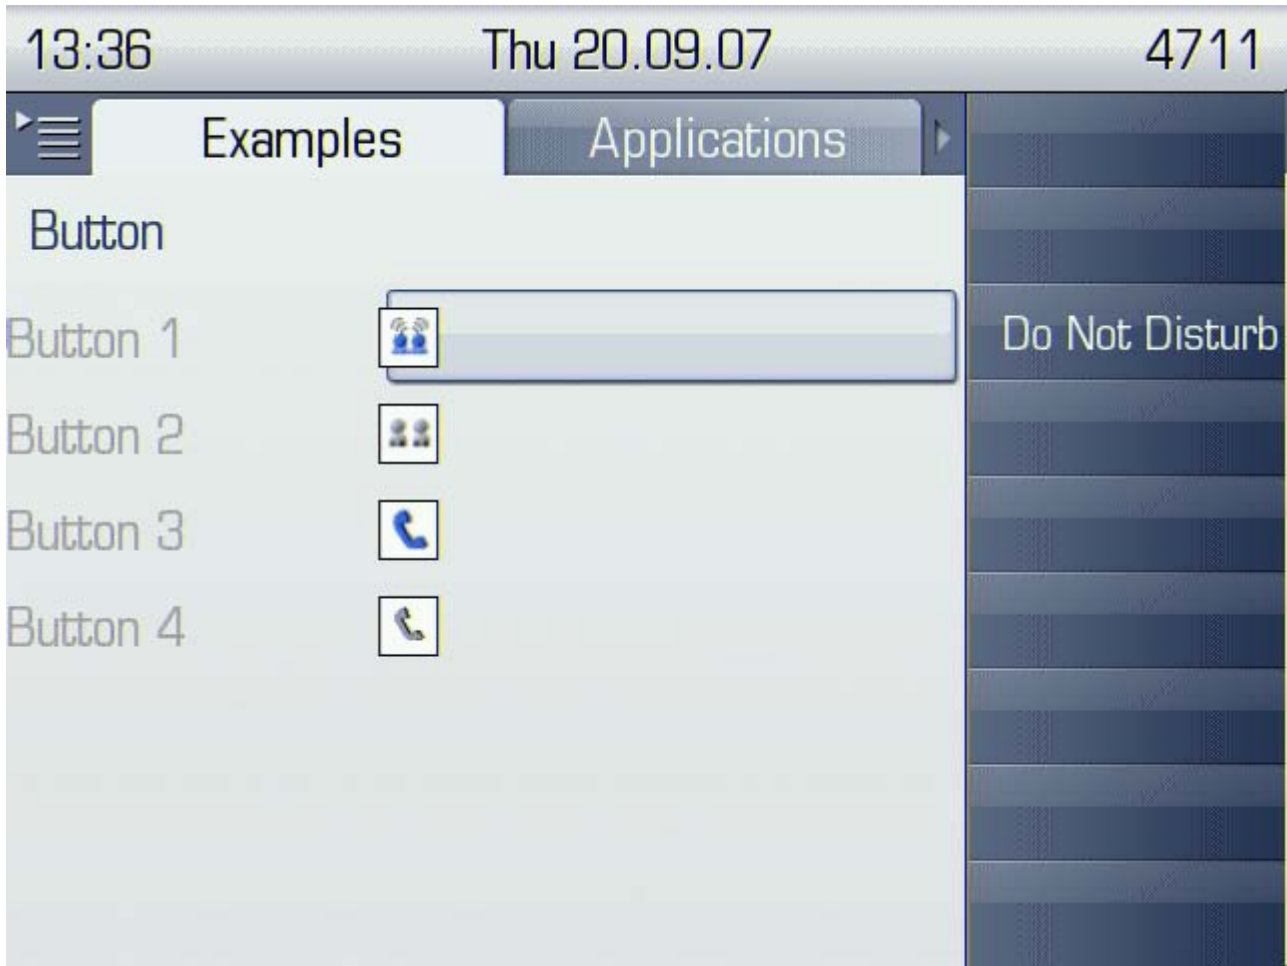 13:36 Thu 20.09.07 4711
Examples Applications
Button
Button 1
Do Not Disturb
Button 2
Button 3
Button 4